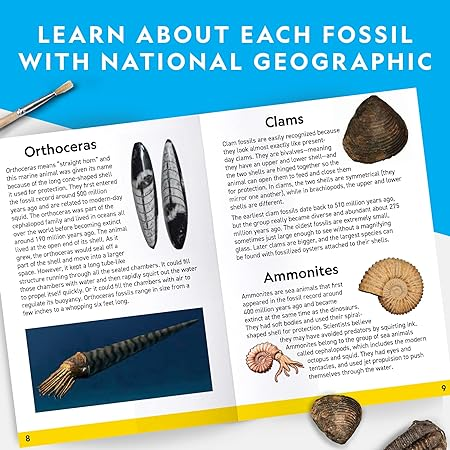 LEARN ABOUT EACH FOSSIL
WITH NATIONAL GEOGRAPHIC
Orthoceras
Orthoceras means "straight horn" and
this marine animal was given its name
because of the long cone-shaped shell
it used for protection. They first entered
the fossil record around 500 million
years ago and are related to modern-day
squid. The orthoceras was part of the
cephalopod family and lived in oceans all
over the world before becoming extinct
around 190 million years ago. The animal
lived at the open end of its shell. As it
grew, the orthoceras would seal off a
part of the shell and move into a larger
space. However, it kept a long tube-like
structure running through all the sealed chambers. It could fill
those chambers with water and then rapidly squirt out the water
to propel itself quickly. Or it could fill the chambers with air to
regulate its buoyancy. Orthoceras fossils range in size from a
few inches to a whopping six feet long.
8
Clams
Clam fossils are easily recognized because
they look almost exactly like present-
day clams. They are bivalves—meaning
they have an upper and lower shell—and
the two shells are hinged together so the
animal can open them to feed and close them
for protection. In clams, the two shells are symmetrical (they
mirror one another), while in brachiopods, the upper and lower
shells are different.
The earliest clam fossils date back to 510 million years ago,
but the group really became diverse and abundant about 275
million years ago. The oldest fossils are extremely small,
sometimes just large enough to see without a magnifying
glass. Later clams are bigger, and the largest species can
be found with fossilized oysters attached to their shells.
Ammonites
Ammonites are sea animals that first
appeared in the fossil record around
400 million years ago and became
extinct at the same time as the dinosaurs.
They had soft bodies and used their spiral-
shaped shell for protection. Scientists believe
they may have avoided predators by squirting ink.
Ammonites belong to the group of sea animals
called cephalopods, which includes the modern
octopus and squid. They had eyes and
tentacles, and used jet propulsion to push
themselves through the water.
9